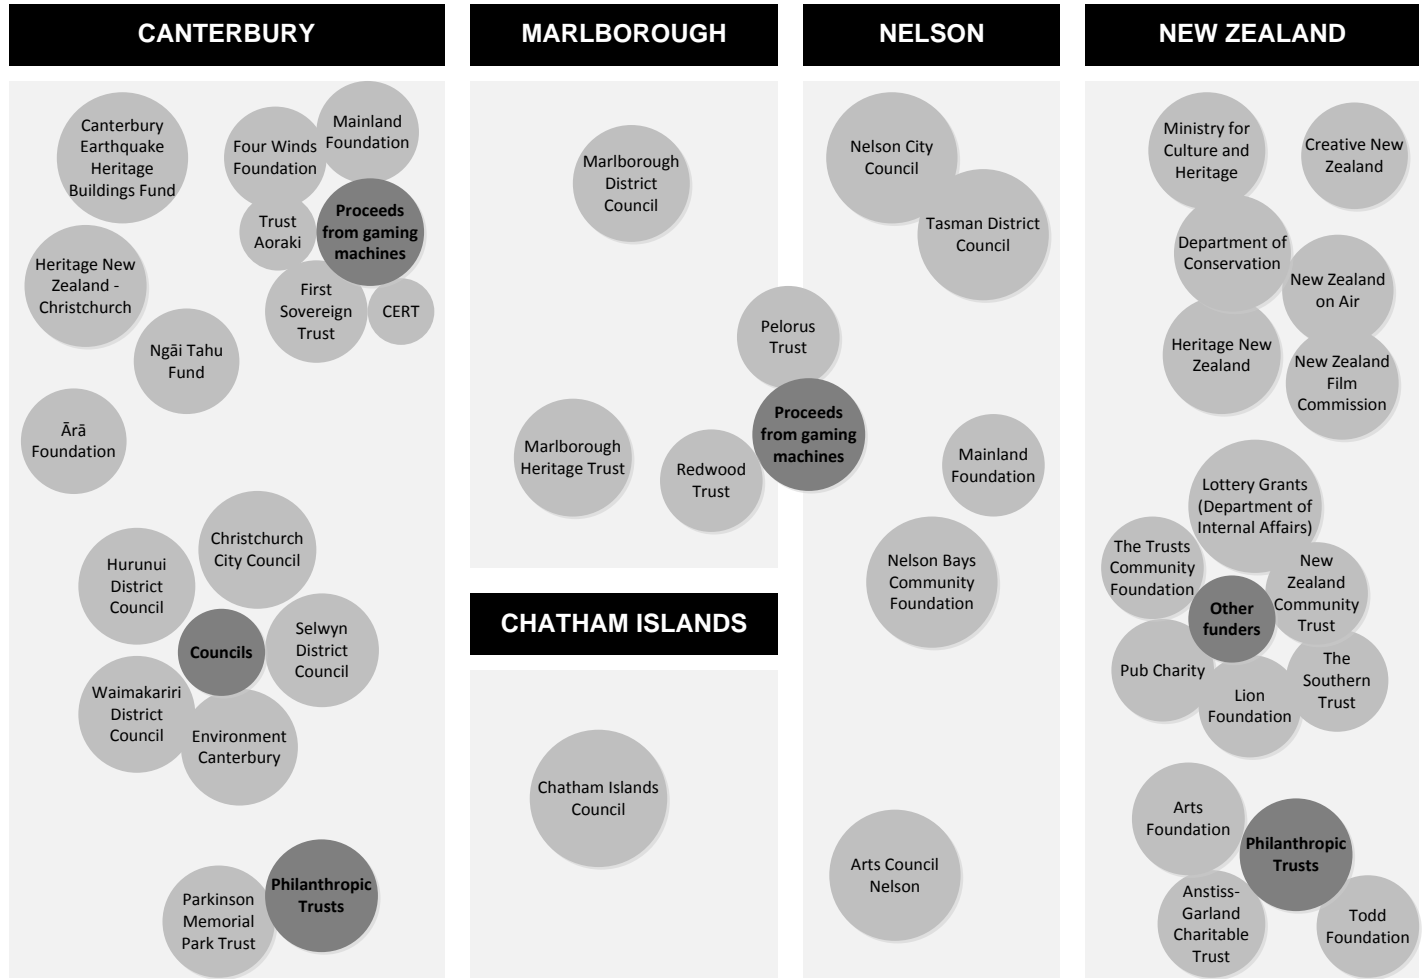 CANTERBURY
Canterbury
Earthquake
Heritage
Buildings Fund
Four Winds
Foundation
Mainland
Foundation
Trust
Aoraki
Proceeds
from gaming
machines
Heritage New
Zealand -
Christchurch
First
Sovereign
Trust
CERT
Ngāi Tahu
Fund
Ārā
Foundation
Christchurch
City Council
Hurunui
District
Council
Councils
Selwyn
District
Council
Waimakariri
District
Council
Environment
Canterbury
Parkinson
Memorial
Park Trust
Philanthropic
Trusts
MARLBOROUGH
Marlborough
District
Council
Pelorus
Trust
Proceeds
from gaming
machines
Marlborough
Heritage Trust
Redwood
Trust
CHATHAM ISLANDS
Chatham Islands
Council
NELSON
Nelson City
Council
Tasman District
Council
Mainland
Foundation
Nelson Bays
Community
Foundation
Arts Council
Nelson
NEW ZEALAND
Ministry for
Culture and
Heritage
Creative New
Zealand
Department of
Conservation
New Zealand
on Air
Heritage New
Zealand
New Zealand
Film
Commission
Lottery Grants
(Department of
Internal Affairs)
The Trusts
Community
Foundation
New
Zealand
Community
Trust
Other
funders
Pub Charity
Lion
Foundation
The
Southern
Trust
Arts
Foundation
Philanthropic
Trusts
Anstiss-
Garland
Charitable
Trust
Todd
Foundation